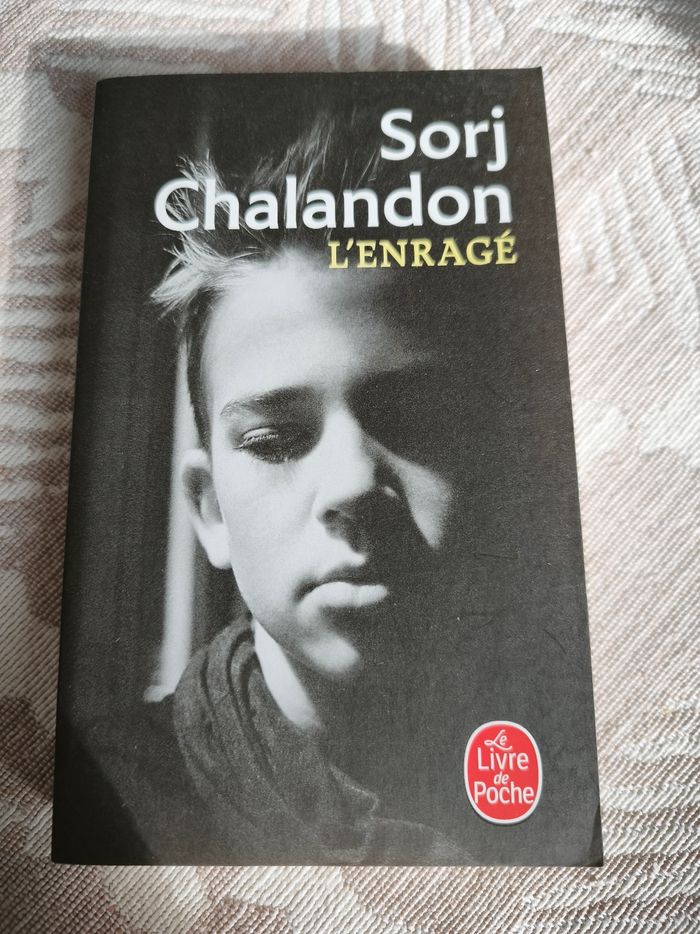 Sorj
Chalandon
L'ENRAGÉ
Le
Livre
de
Poche